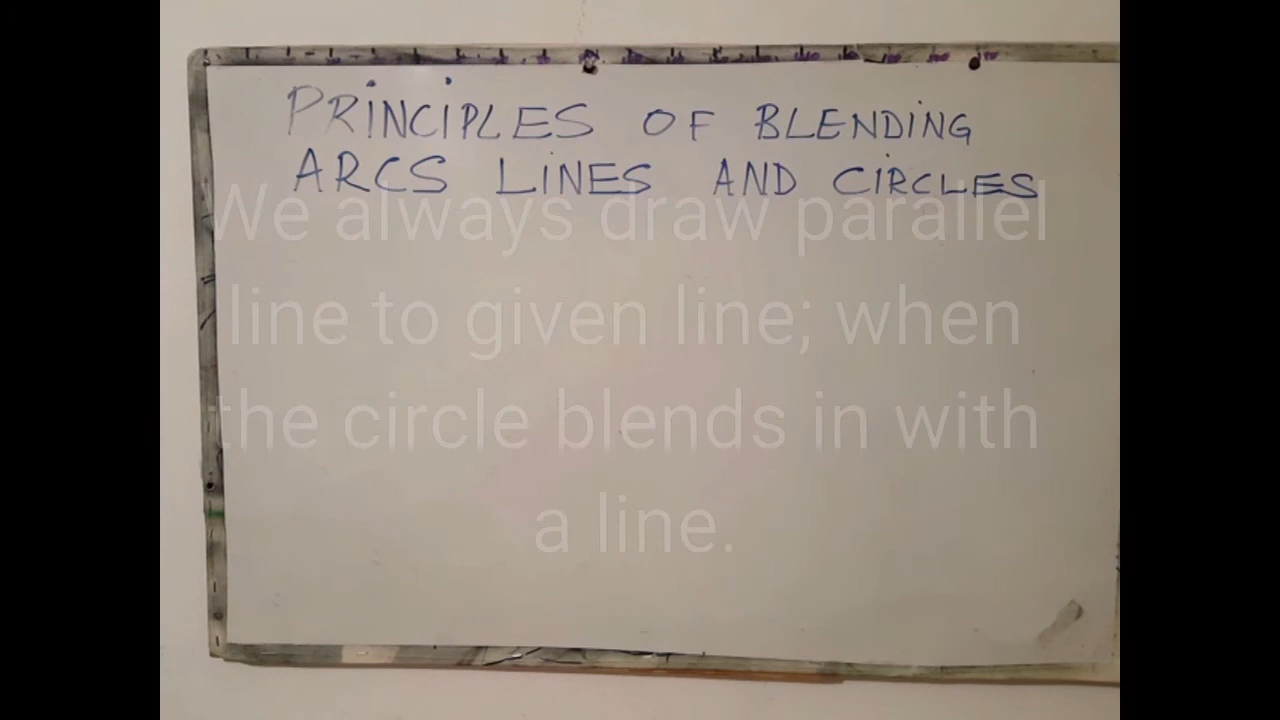 PRiNCiPLES OF BLENDiNG
ARCS LiNES AND CiRCLES
We always draw parallel
line to given line; when
the circle blends in with
a line.